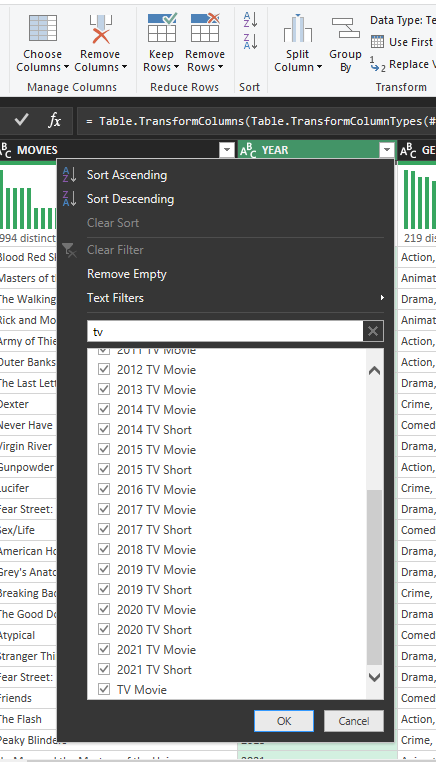 Choose Columns
Remove Columns
Keep Rows
Remove Rows
Split Column
Group By
Data Type: Te
Use First
Replace V
Manage Columns
Reduce Rows
Sort
Transform
fx
= Table.TransformColumns(Table.TransformColumnTypes(#
ABC MOVIES
ABC YEAR
ABC GE
994 distinct
219 dist
Sort Ascending
Sort Descending
Clear Sort
Clear Filter
Remove Empty
Text Filters
tv
2011 TV Movie
2012 TV Movie
2013 TV Movie
2014 TV Movie
2014 TV Short
2015 TV Movie
2015 TV Short
2016 TV Movie
2017 TV Movie
2017 TV Short
2018 TV Movie
2019 TV Movie
2019 TV Short
2020 TV Movie
2020 TV Short
2021 TV Movie
2021 TV Short
TV Movie
OK
Cancel
Blood Red Sk
Masters of th
The Walking
Rick and Mo
Army of Thie
Outer Banks
The Last Lett
Dexter
Never Have
Virgin River
Gunpowder
Lucifer
Fear Street:
Sex/Life
American Ho
Grey's Anato
Breaking Bad
The Good Do
Atypical
Stranger Thi
Fear Street:
Friends
The Flash
Peaky Blinders
Action,
Animat
Drama,
Animat
Action,
Action,
Drama,
Crime,
Comed
Drama,
Action,
Crime,
Drama,
Comed
Drama,
Drama,
Crime,
Drama
Comed
Drama,
Drama,
Comed
Action,
Crime,